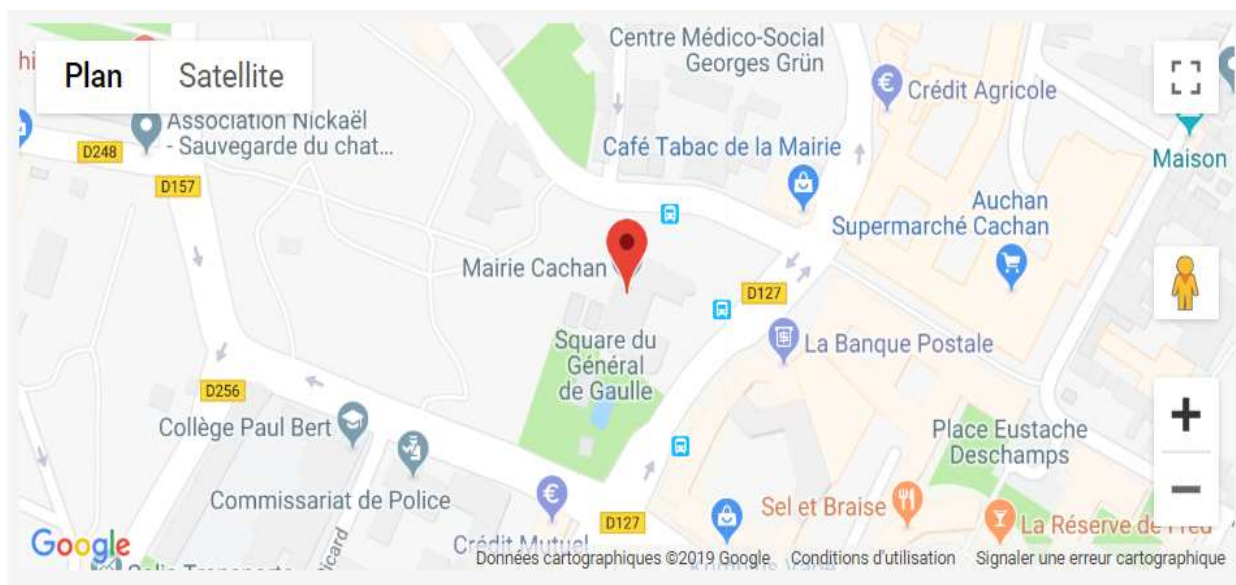 Plan
Satellite
Centre Médico-Social
Georges Grün
Crédit Agricole
Association Nickaël
- Sauvegarde du chat...
D248
D157
Café Tabac de la Mairie
Maison
Auchan
Supermarché Cachan
Mairie Cachan
D127
Square du
Général
de Gaulle
La Banque Postale
D256
Collège Paul Bert
Place Eustache
Deschamps
Commissariat de Police
Sel et Braise
La Réserve de Fred
D127
Crédit Mutuel
Google
Données cartographiques ©2019 Google
Conditions d'utilisation
Signaler une erreur cartographique